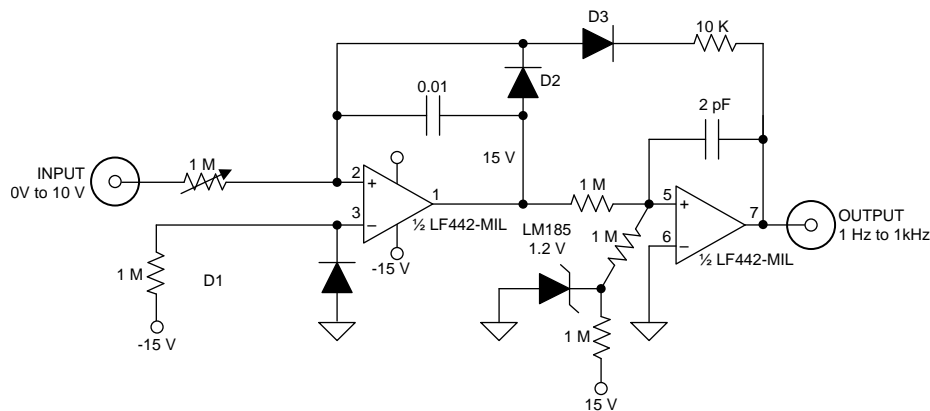 D3
10 K
D2
0.01
2 pF
15 V
INPUT
0V to 10 V
1 M
2
+
1
3
−
½ LF442-MIL
-15 V
1 M
D1
-15 V
1 M
LM185
1.2 V
1 M
5
+
7
6
−
½ LF442-MIL
OUTPUT
1 Hz to 1kHz
1 M
15 V